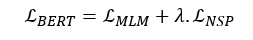 ℒ_BERT = ℒ_MLM + λ.ℒ_NSP